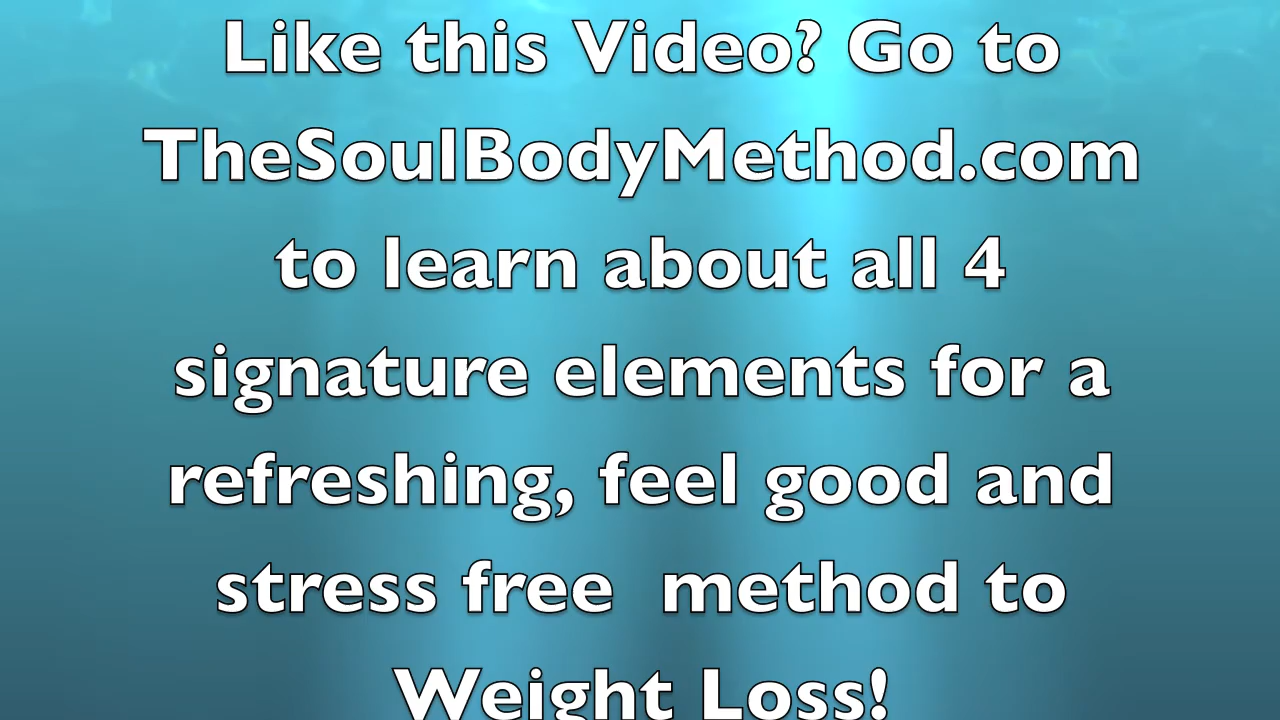 Like this Video? Go to
TheSoulBodyMethod.com
to learn about all 4
signature elements for a
refreshing, feel good and
stress free  method to
Weight Loss!